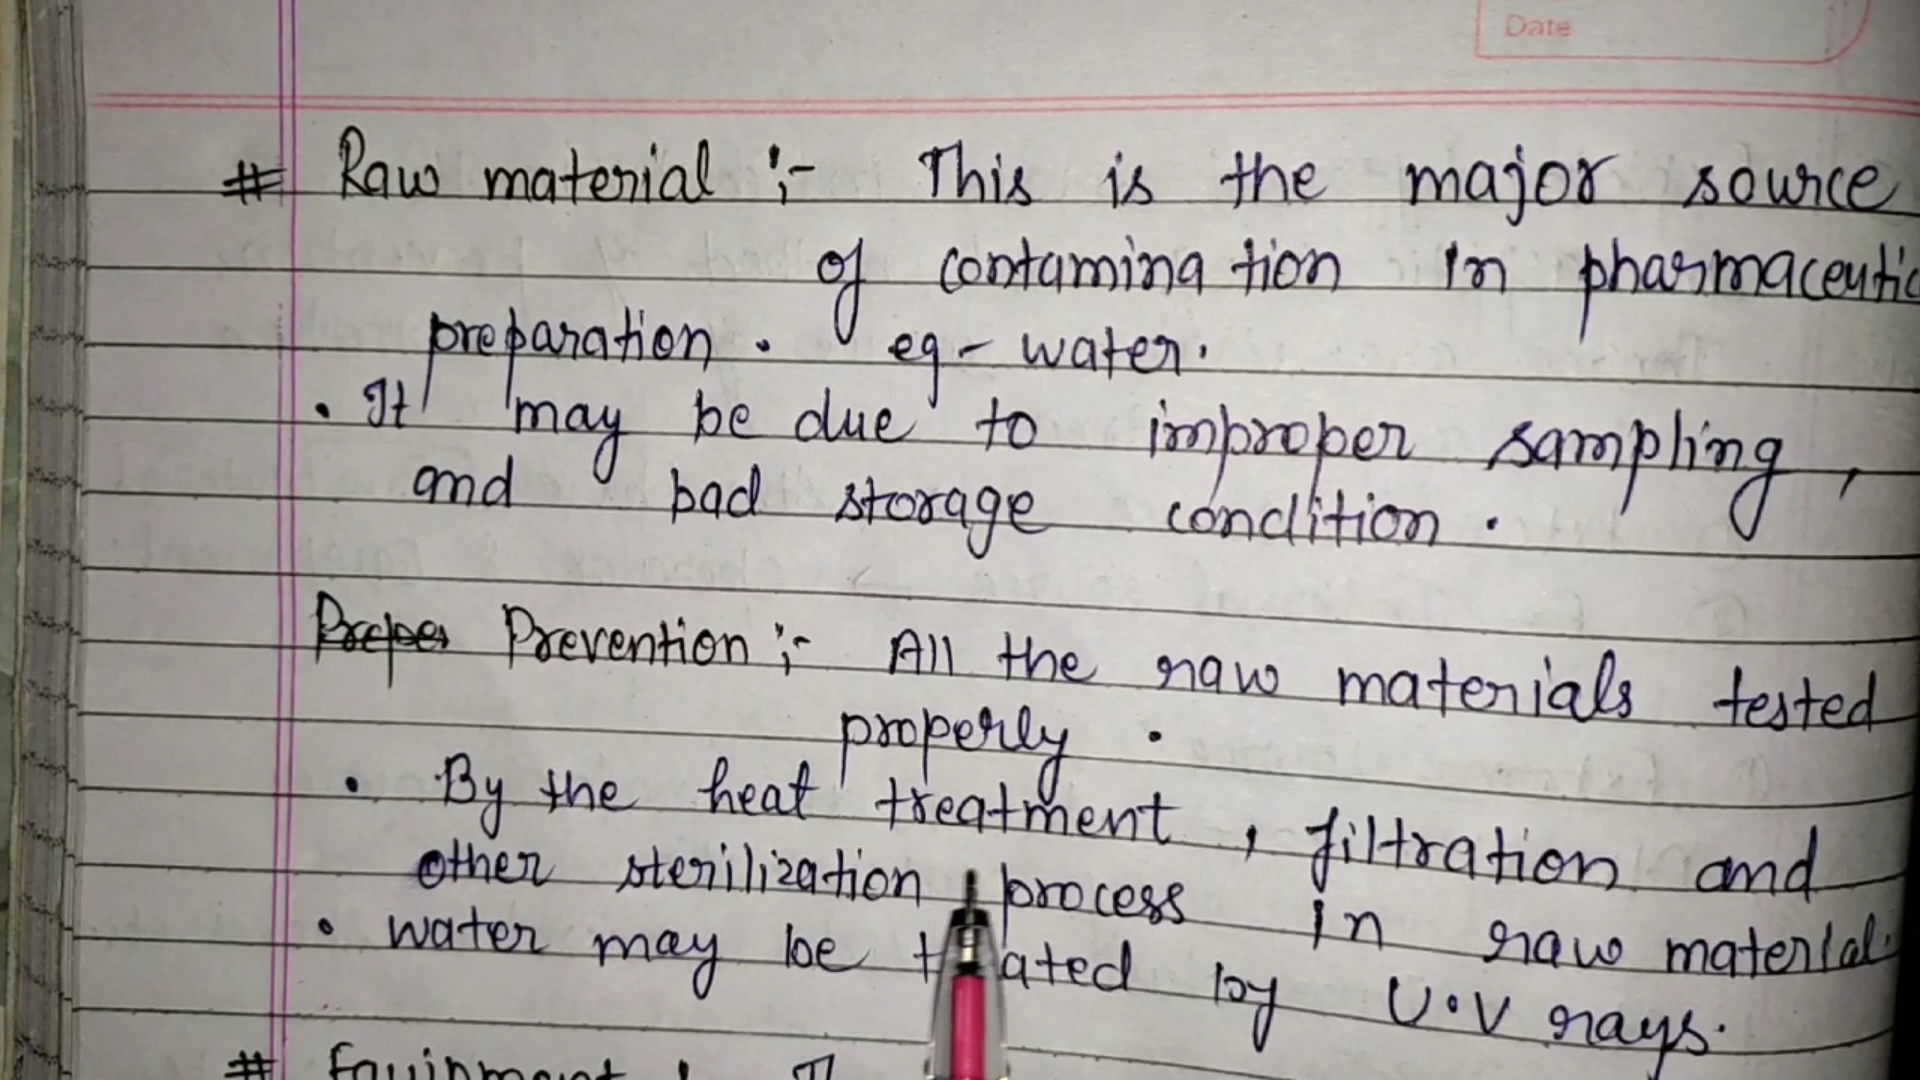 Date
# Raw material :- This is the major source
of contamination in pharmaceutic
preparation. eg - water.
• It may be due to improper sampling,
and bad storage condition.
Proper Prevention :- All the raw materials tested
properly.
• By the heat treatment, filtration and
other sterilization process in raw material.
• water may be treated by U.V rays.
# Equipment :